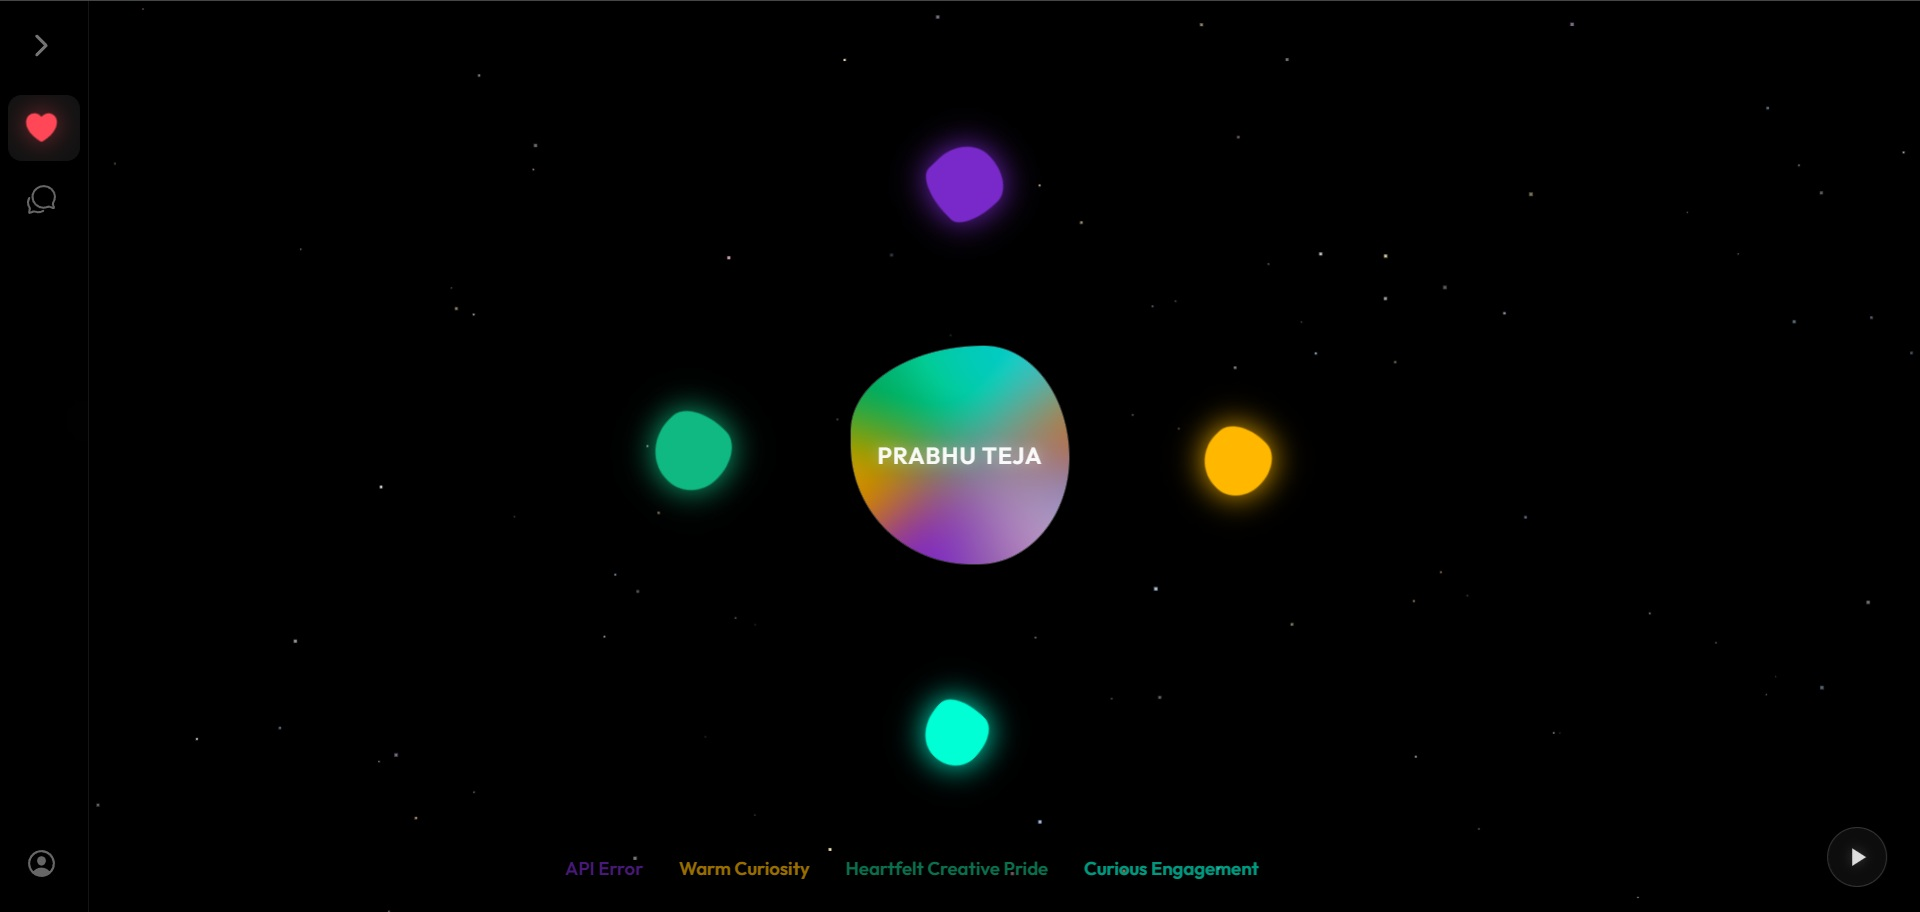 PRABHU TEJA
API Error Warm Curiosity Heartfelt Creative Pride Curious Engagement